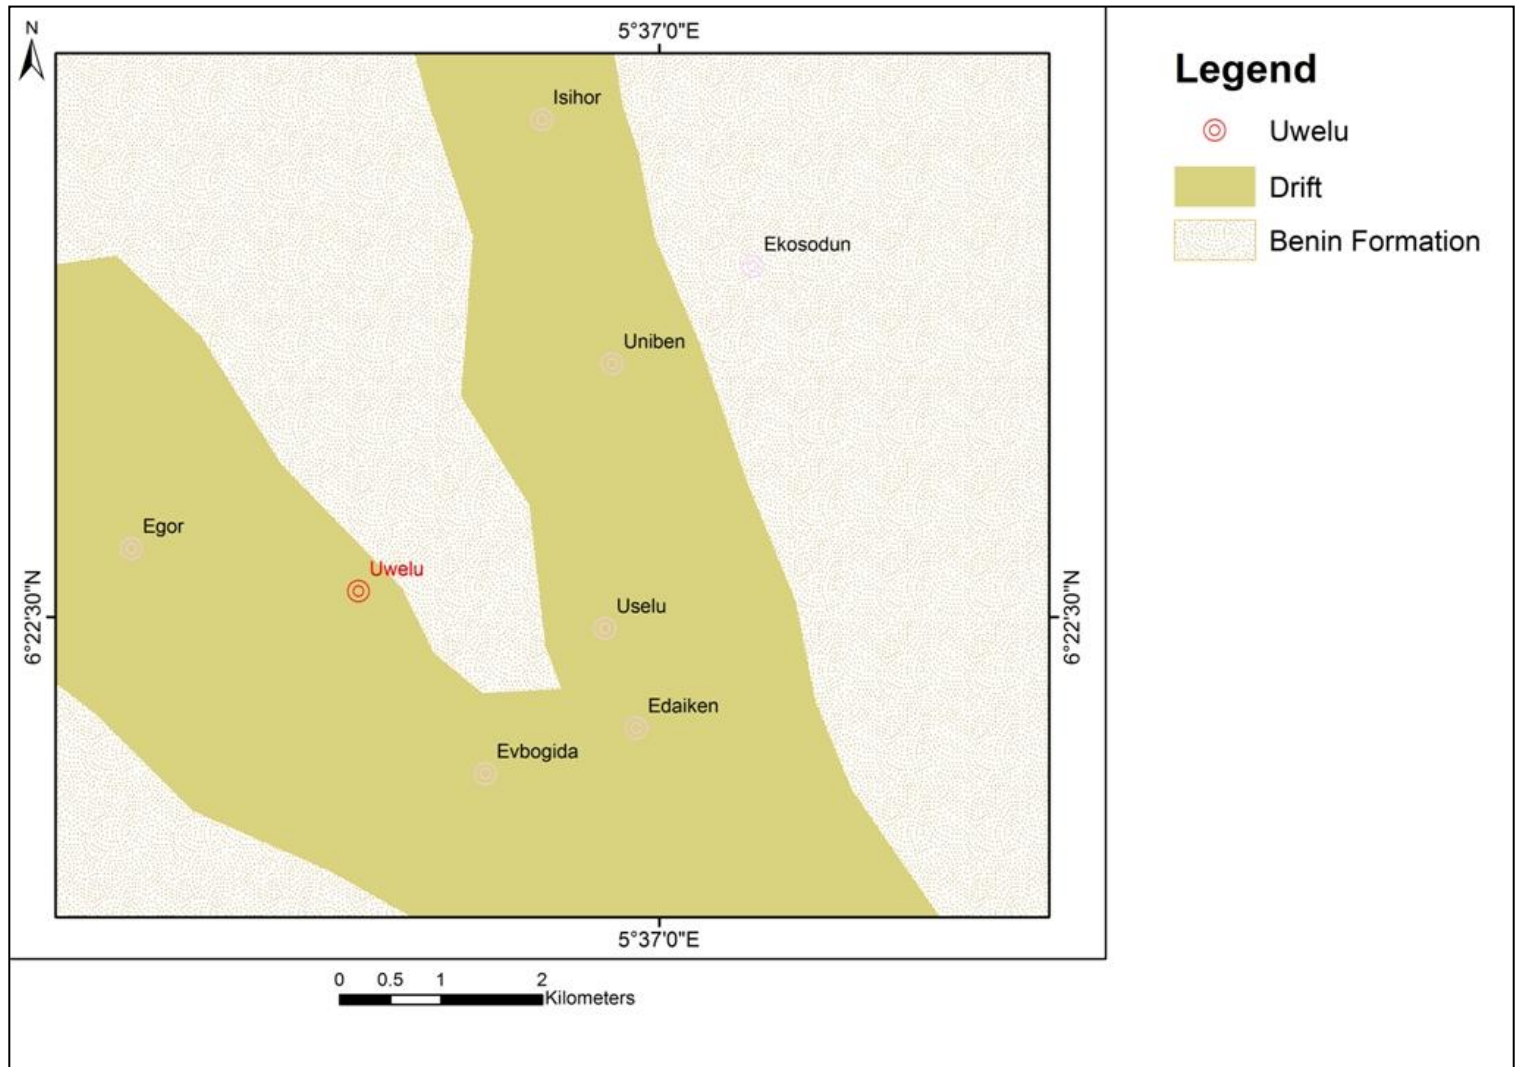 N
5°37'0"E
Isihor
Ekosodun
Uniben
Egor
Uwelu
Uselu
6°22'30"N
6°22'30"N
Edaiken
Evbogida
5°37'0"E
0 0.5 1 2
Kilometers
Legend
Uwelu
Drift
Benin Formation